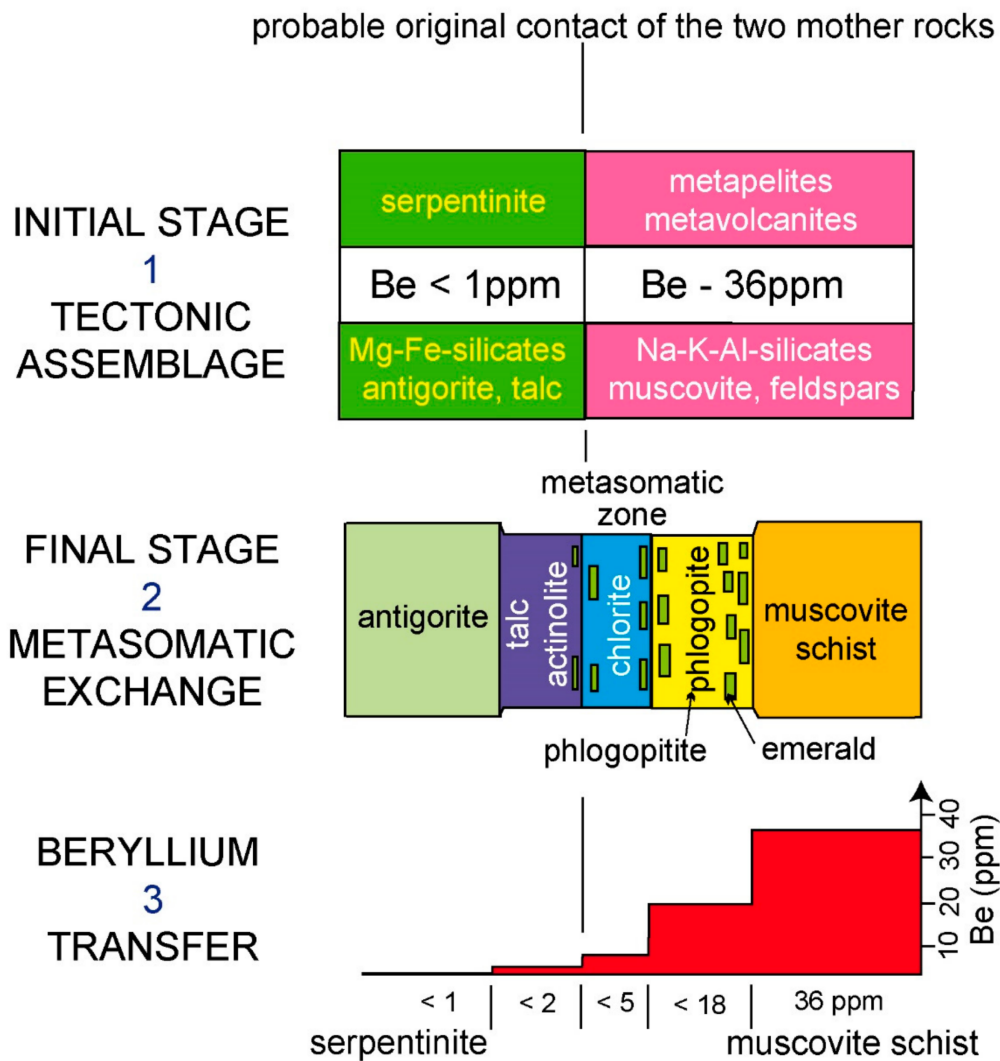 probable original contact of the two mother rocks
INITIAL STAGE
1
TECTONIC
ASSEMBLAGE
serpentinite
metapelites
metavolcanites
Be < 1ppm
Be - 36ppm
Mg-Fe-silicates
antigorite, talc
Na-K-Al-silicates
muscovite, feldspars
metasomatic
zone
FINAL STAGE
2
METASOMATIC
EXCHANGE
antigorite
talc
actinolite
chlorite
phlogopite
muscovite
schist
phlogopitite
emerald
BERYLLIUM
3
TRANSFER
40
30
20
10
Be (ppm)
< 1
< 2
< 5
< 18
36 ppm
serpentinite
muscovite schist